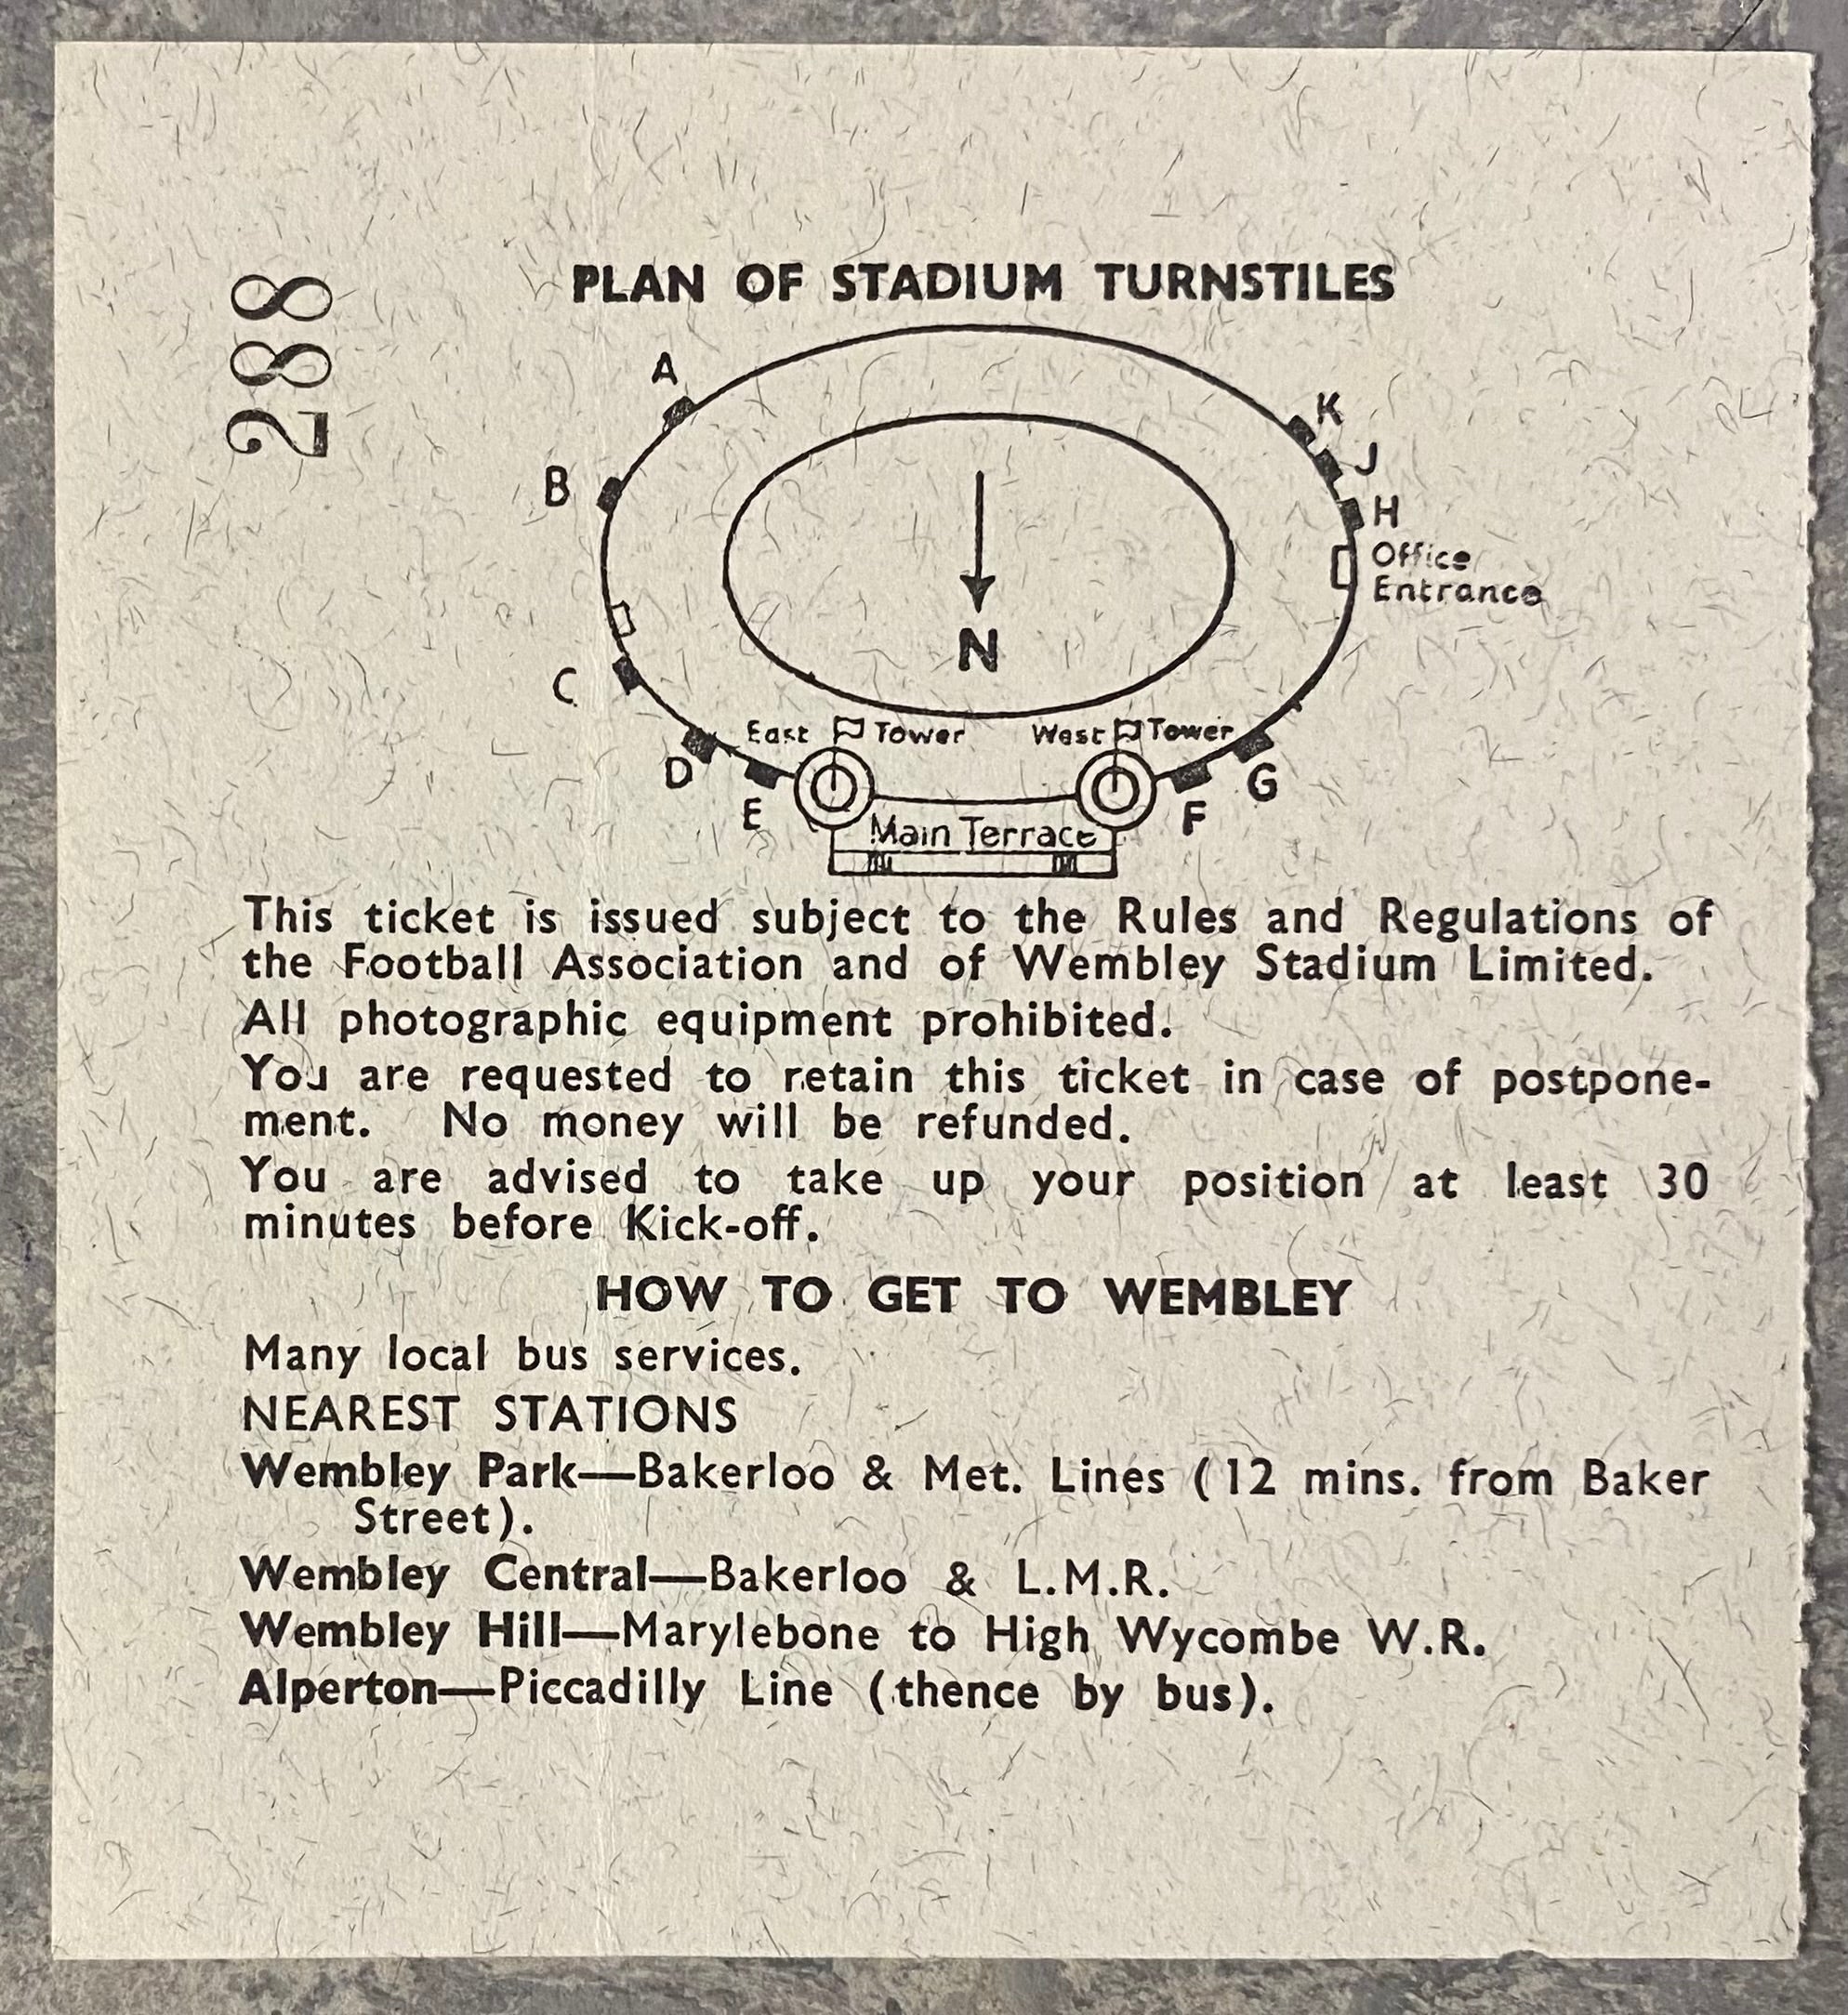 288
PLAN OF STADIUM TURNSTILES
A
K
J
B
H
Office
Entrance
N
C
East Tower
West Tower
D
G
E
F
Main Terrace
This ticket is issued subject to the Rules and Regulations of
the Football Association and of Wembley Stadium Limited.
All photographic equipment prohibited.
You are requested to retain this ticket in case of postpone-
ment. No money will be refunded.
You are advised to take up your position at least 30
minutes before Kick-off.
HOW TO GET TO WEMBLEY
Many local bus services.
NEAREST STATIONS
Wembley Park—Bakerloo & Met. Lines (12 mins. from Baker
Street).
Wembley Central—Bakerloo & L.M.R.
Wembley Hill—Marylebone to High Wycombe W.R.
Alperton—Piccadilly Line (thence by bus).